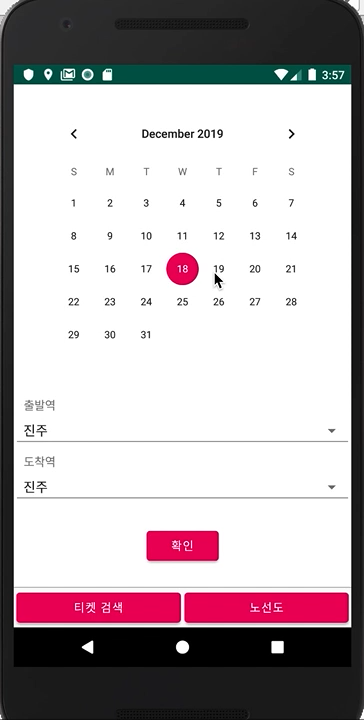 3:57
December 2019
S M T W T F S
1 2 3 4 5 6 7
8 9 10 11 12 13 14
15 16 17 18 19 20 21
22 23 24 25 26 27 28
29 30 31
출발역
진주
도착역
진주
확인
티켓 검색 노선도